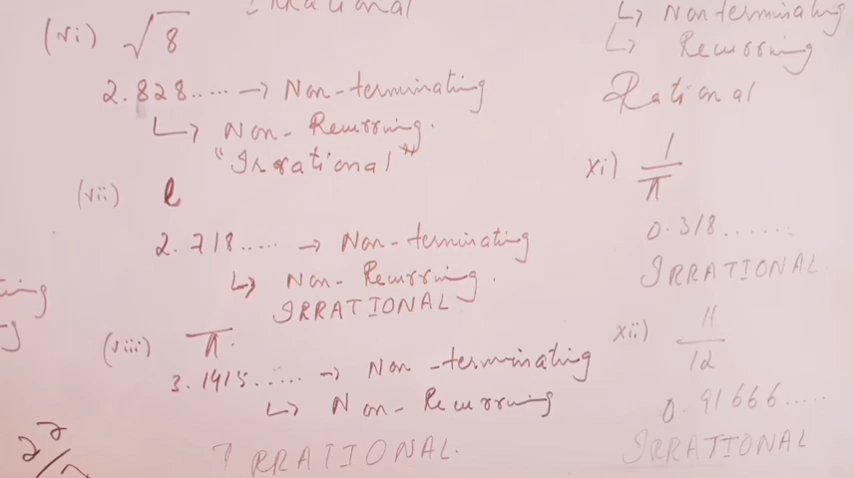 Irrational
(vi) √8
2.828..... → Non-terminating
↳ Non-Recurring.
"Irrational"
(vii) e
2.718..... → Non-terminating
↳ Non-Recurring.
IRRATIONAL
(viii) π.
3.1415...... → Non-terminating
↳ Non-Recurring
IRRATIONAL.
22/
↳ Non terminating
↳ Recurring
Rational
xi) 1/π
0.318.......
IRRATIONAL
xii) 11/12
0.91666.....
IRRATIONAL